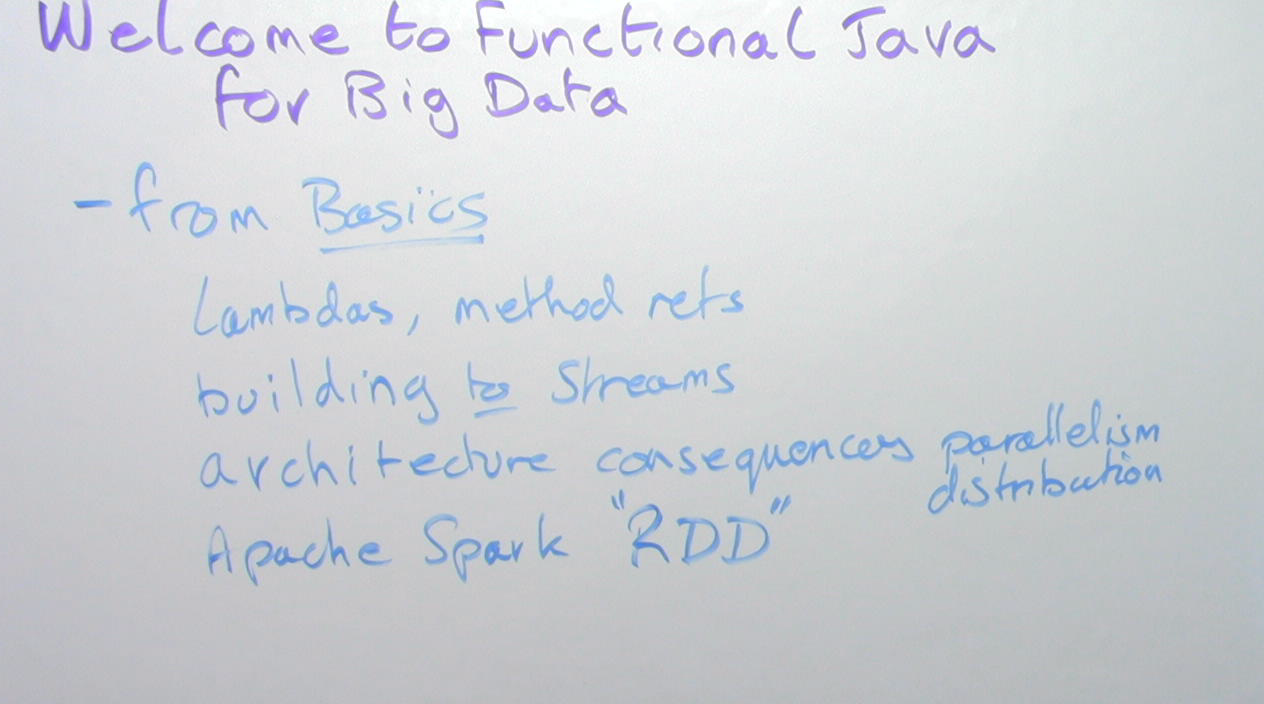 Welcome to Functional Java
for Big Data
- from Basics
Lambdas, method refs
building to Streams
architecture consequences parallelism
distribution
Apache Spark "RDD"